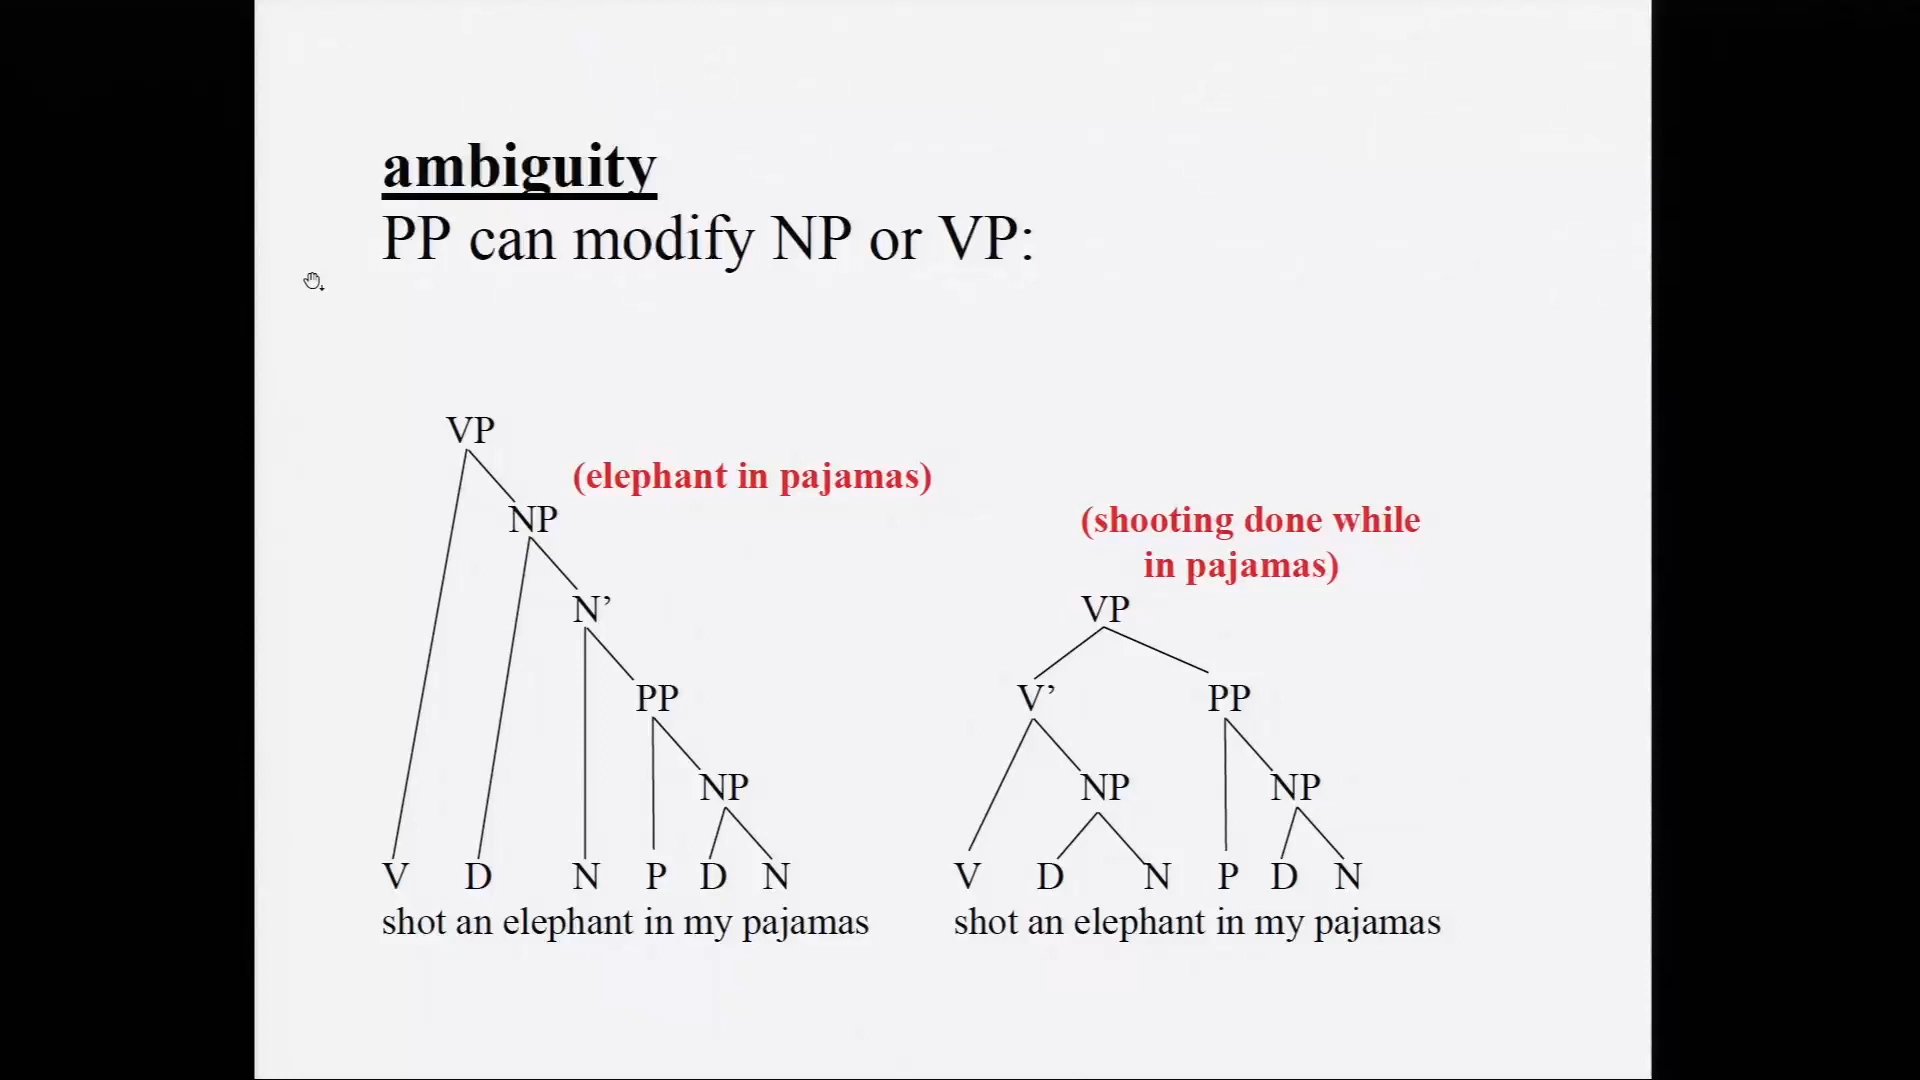 ambiguity
PP can modify NP or VP:
VP
(elephant in pajamas)
NP
N’
PP
NP
V D N P D N
shot an elephant in my pajamas
(shooting done while
in pajamas)
VP
V’ PP
NP NP
V D N P D N
shot an elephant in my pajamas